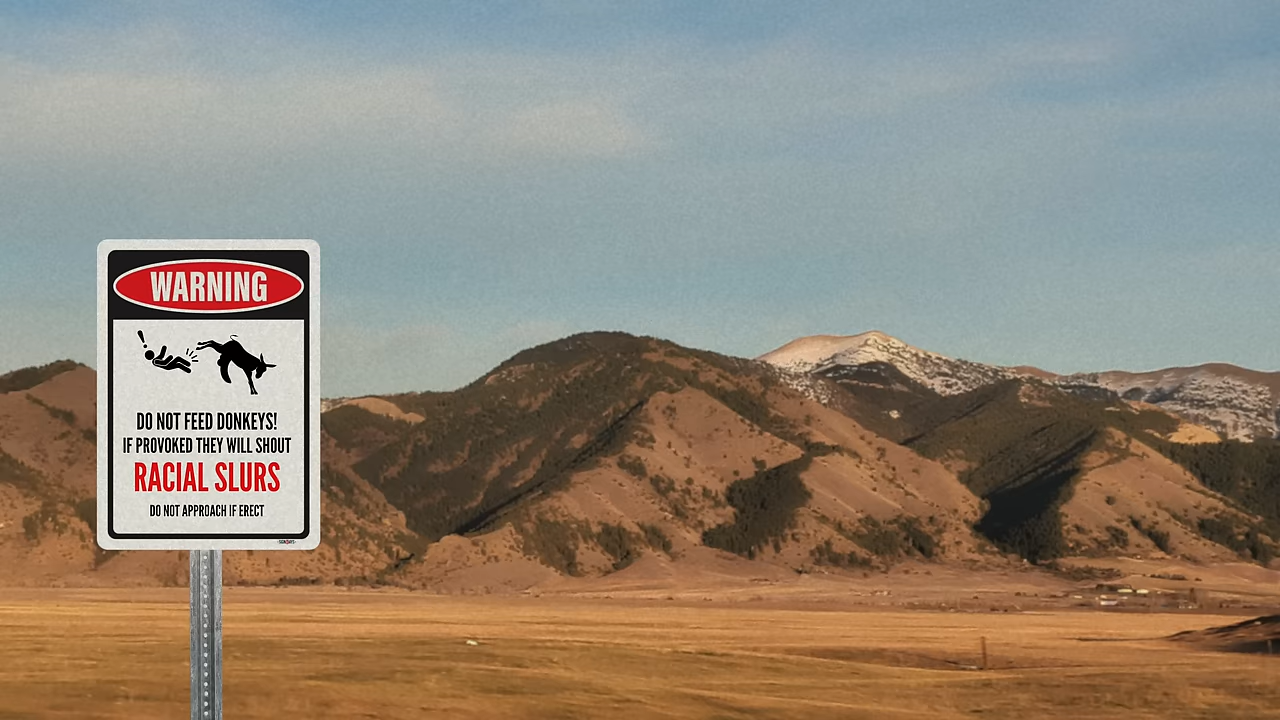 WARNING
DO NOT FEED DONKEYS!
IF PROVOKED THEY WILL SHOUT
RACIAL SLURS
DO NOT APPROACH IF ERECT